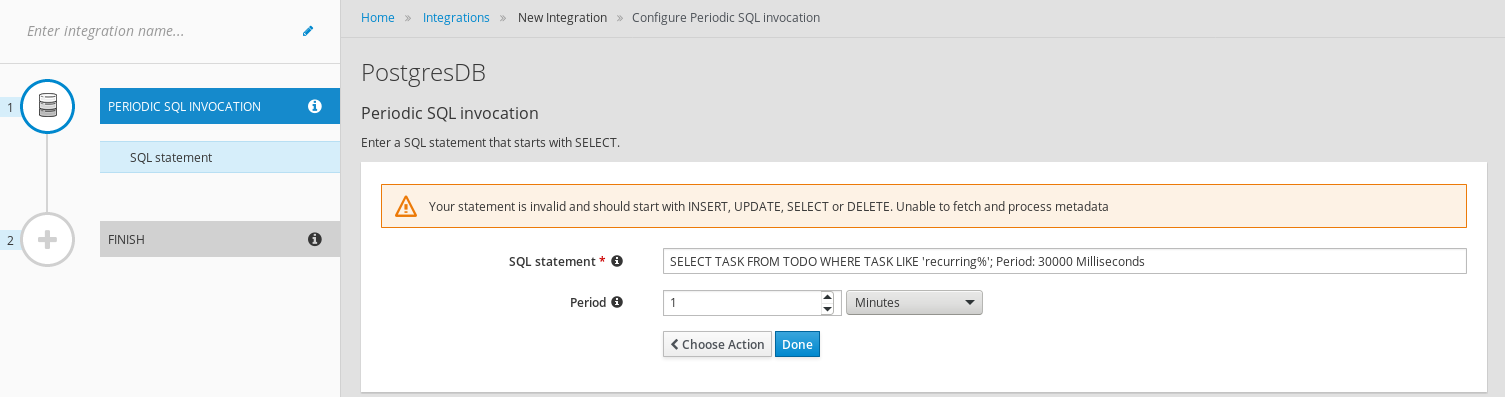 Enter integration name...
1
PERIODIC SQL INVOCATION
SQL statement
2
FINISH
Home » Integrations » New Integration » Configure Periodic SQL invocation
PostgresDB
Periodic SQL invocation
Enter a SQL statement that starts with SELECT.
Your statement is invalid and should start with INSERT, UPDATE, SELECT or DELETE. Unable to fetch and process metadata
SQL statement * SELECT TASK FROM TODO WHERE TASK LIKE 'recurring%'; Period: 30000 Milliseconds
Period 1 Minutes
Choose Action Done